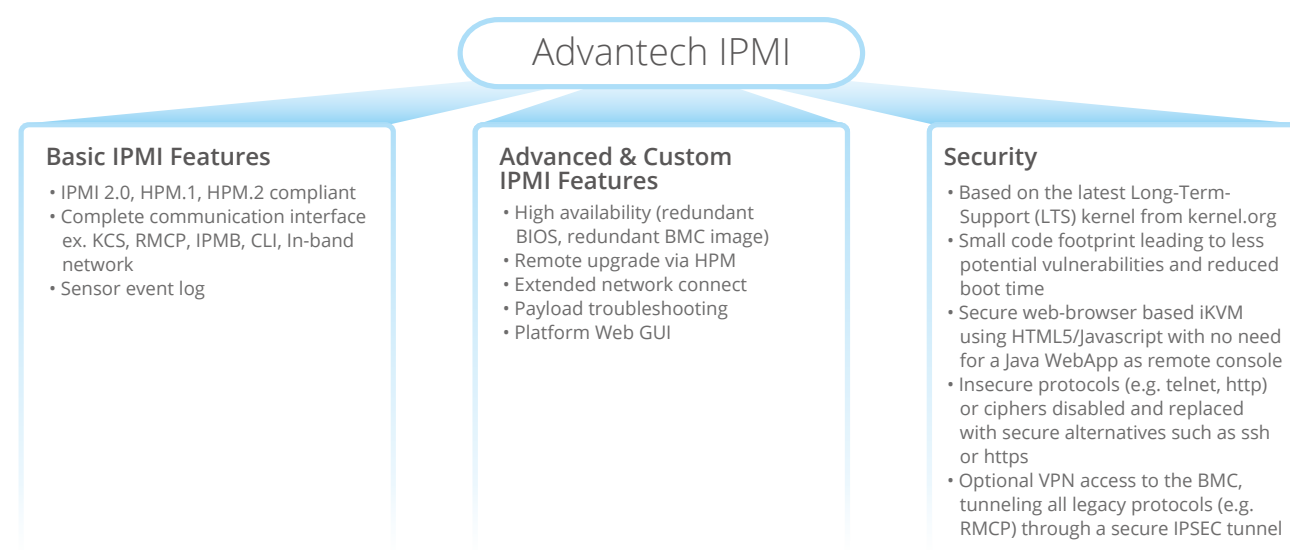 Advantech IPMI
Basic IPMI Features
• IPMI 2.0, HPM.1, HPM.2 compliant
• Complete communication interface
ex. KCS, RMCP, IPMB, CLI, In-band
network
• Sensor event log
Advanced & Custom
IPMI Features
• High availability (redundant
BIOS, redundant BMC image)
• Remote upgrade via HPM
• Extended network connect
• Payload troubleshooting
• Platform Web GUI
Security
• Based on the latest Long-Term-
Support (LTS) kernel from kernel.org
• Small code footprint leading to less
potential vulnerabilities and reduced
boot time
• Secure web-browser based iKVM
using HTML5/Javascript with no need
for a Java WebApp as remote console
• Insecure protocols (e.g. telnet, http)
or ciphers disabled and replaced
with secure alternatives such as ssh
or https
• Optional VPN access to the BMC,
tunneling all legacy protocols (e.g.
RMCP) through a secure IPSEC tunnel